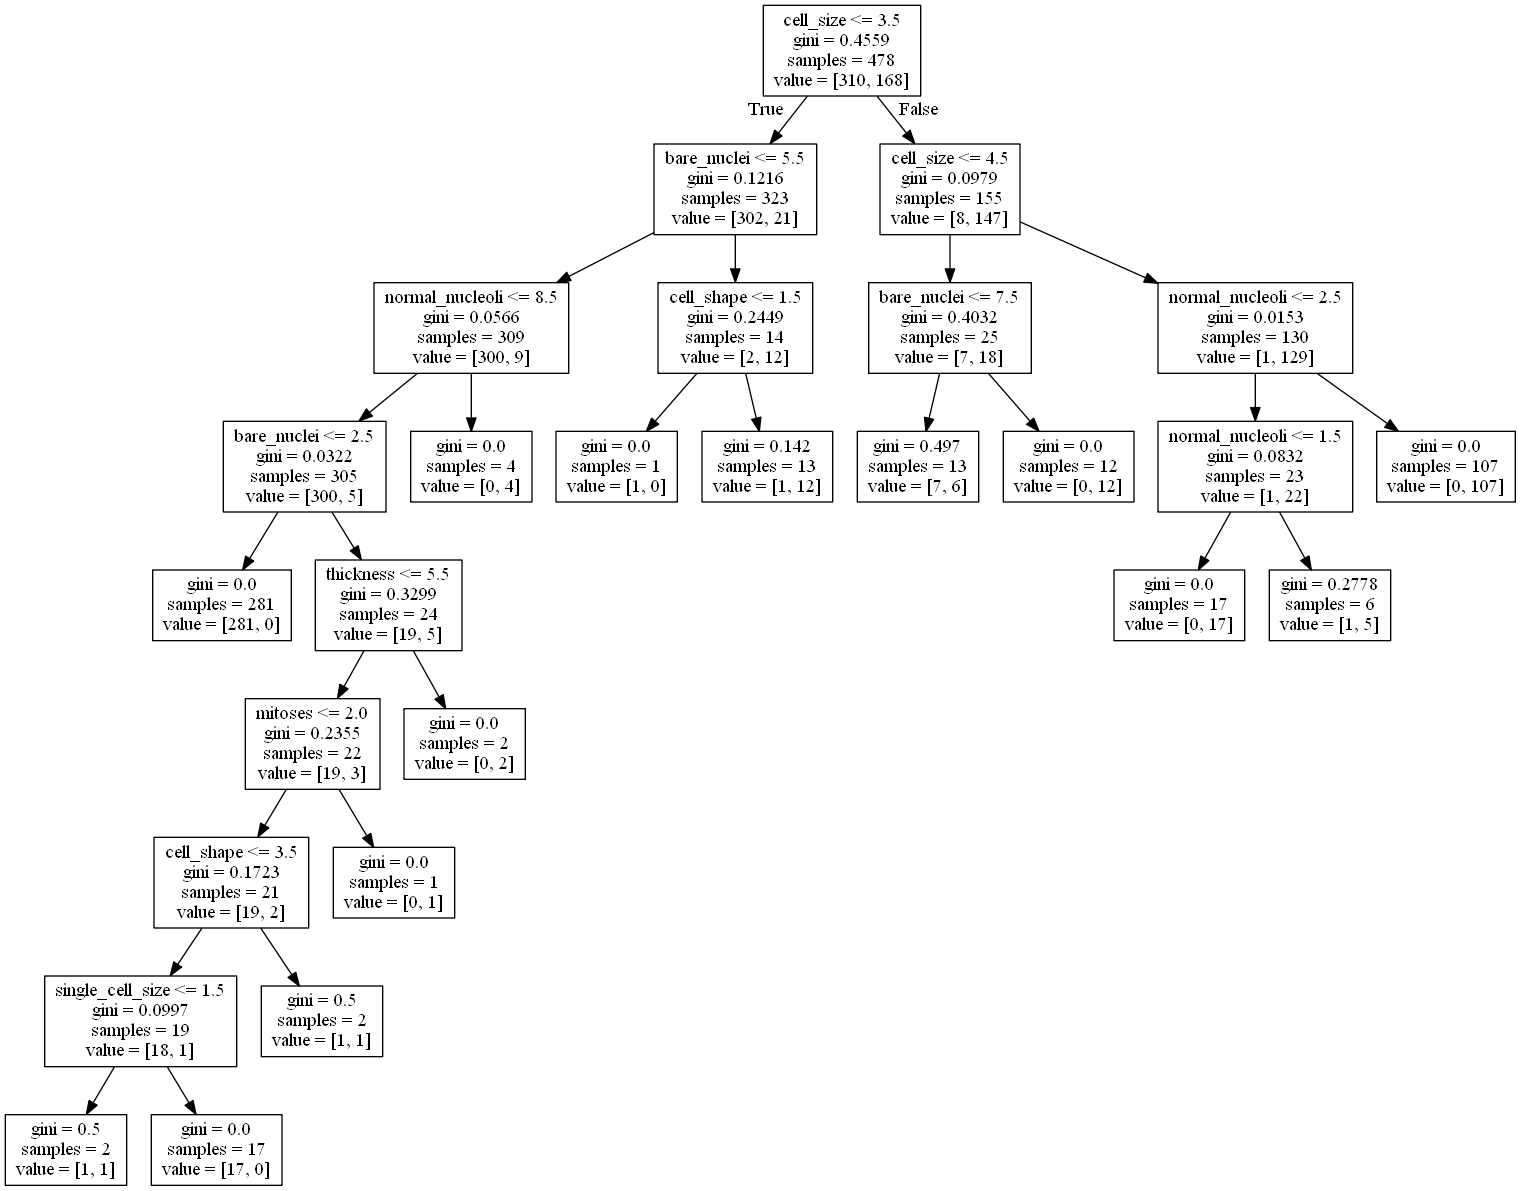 cell_size <= 3.5
gini = 0.4559
samples = 478
value = [310, 168]
True
False
bare_nuclei <= 5.5
gini = 0.1216
samples = 323
value = [302, 21]
cell_size <= 4.5
gini = 0.0979
samples = 155
value = [8, 147]
normal_nucleoli <= 8.5
gini = 0.0566
samples = 309
value = [300, 9]
cell_shape <= 1.5
gini = 0.2449
samples = 14
value = [2, 12]
bare_nuclei <= 7.5
gini = 0.4032
samples = 25
value = [7, 18]
normal_nucleoli <= 2.5
gini = 0.0153
samples = 130
value = [1, 129]
bare_nuclei <= 2.5
gini = 0.0322
samples = 305
value = [300, 5]
gini = 0.0
samples = 4
value = [0, 4]
gini = 0.0
samples = 1
value = [1, 0]
gini = 0.142
samples = 13
value = [1, 12]
gini = 0.497
samples = 13
value = [7, 6]
gini = 0.0
samples = 12
value = [0, 12]
normal_nucleoli <= 1.5
gini = 0.0832
samples = 23
value = [1, 22]
gini = 0.0
samples = 107
value = [0, 107]
gini = 0.0
samples = 281
value = [281, 0]
thickness <= 5.5
gini = 0.3299
samples = 24
value = [19, 5]
gini = 0.0
samples = 17
value = [0, 17]
gini = 0.2778
samples = 6
value = [1, 5]
mitoses <= 2.0
gini = 0.2355
samples = 22
value = [19, 3]
gini = 0.0
samples = 2
value = [0, 2]
cell_shape <= 3.5
gini = 0.1723
samples = 21
value = [19, 2]
gini = 0.0
samples = 1
value = [0, 1]
single_cell_size <= 1.5
gini = 0.0997
samples = 19
value = [18, 1]
gini = 0.5
samples = 2
value = [1, 1]
gini = 0.5
samples = 2
value = [1, 1]
gini = 0.0
samples = 17
value = [17, 0]